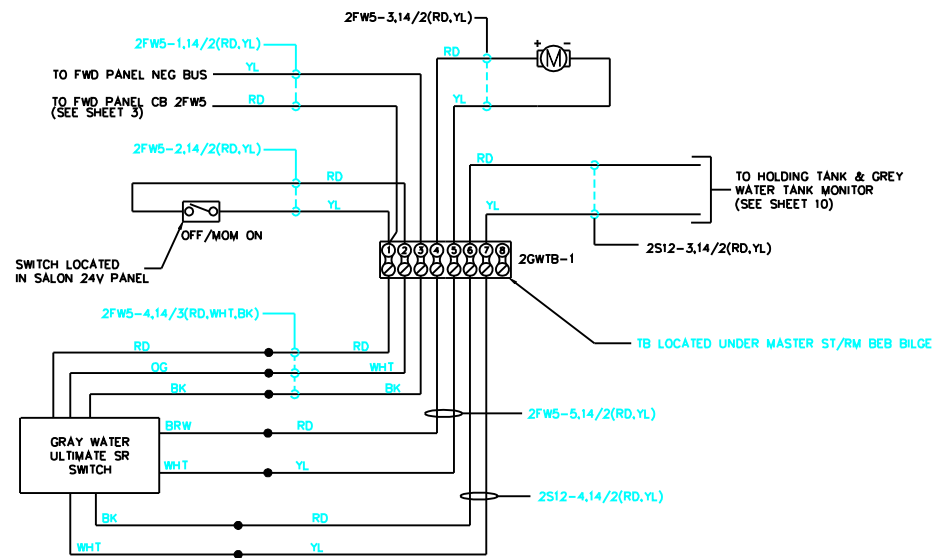 2FW5-3,14/2(RD,YL)
2FW5-1,14/2(RD,YL)
RD
+
-
M
YL
TO FWD PANEL NEG BUS
RD
TO FWD PANEL CB 2FW5
(SEE SHEET 3)
YL
2FW5-2,14/2(RD,YL)
RD
RD
TO HOLDING TANK & GREY
WATER TANK MONITOR
(SEE SHEET 10)
YL
YL
OFF/MOM ON
2S12-3,14/2(RD,YL)
1 2 3 4 5 6 7 8
2GWTB-1
SWITCH LOCATED
IN SALON 24V PANEL
2FW5-4,14/3(RD,WHT,BK)
TB LOCATED UNDER MASTER ST/RM BEB BILGE
RD
RD
OG
WHT
BK
BK
2FW5-5,14/2(RD,YL)
BRW
RD
GRAY WATER
ULTIMATE SR
SWITCH
WHT
YL
2S12-4,14/2(RD,YL)
BK
RD
WHT
YL